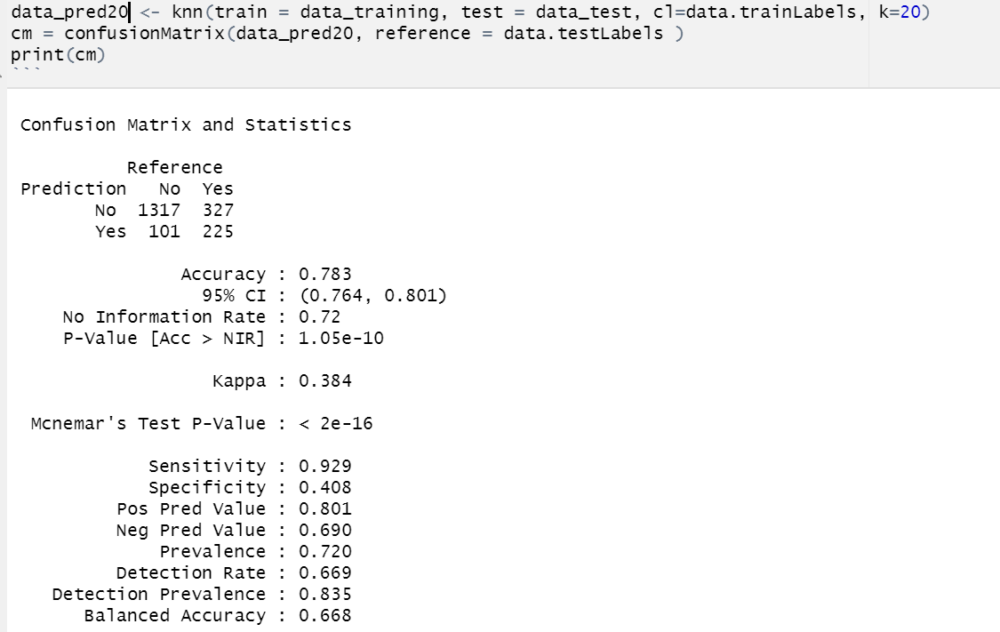 data_pred20 <- knn(train = data_training, test = data_test, cl=data.trainLabels, k=20)
cm = confusionMatrix(data_pred20, reference = data.testLabels )
print(cm)
```
Confusion Matrix and Statistics
Reference
Prediction No Yes
No 1317 327
Yes 101 225
Accuracy : 0.783
95% CI : (0.764, 0.801)
No Information Rate : 0.72
P-Value [Acc > NIR] : 1.05e-10
Kappa : 0.384
Mcnemar's Test P-Value : < 2e-16
Sensitivity : 0.929
Specificity : 0.408
Pos Pred Value : 0.801
Neg Pred Value : 0.690
Prevalence : 0.720
Detection Rate : 0.669
Detection Prevalence : 0.835
Balanced Accuracy : 0.668